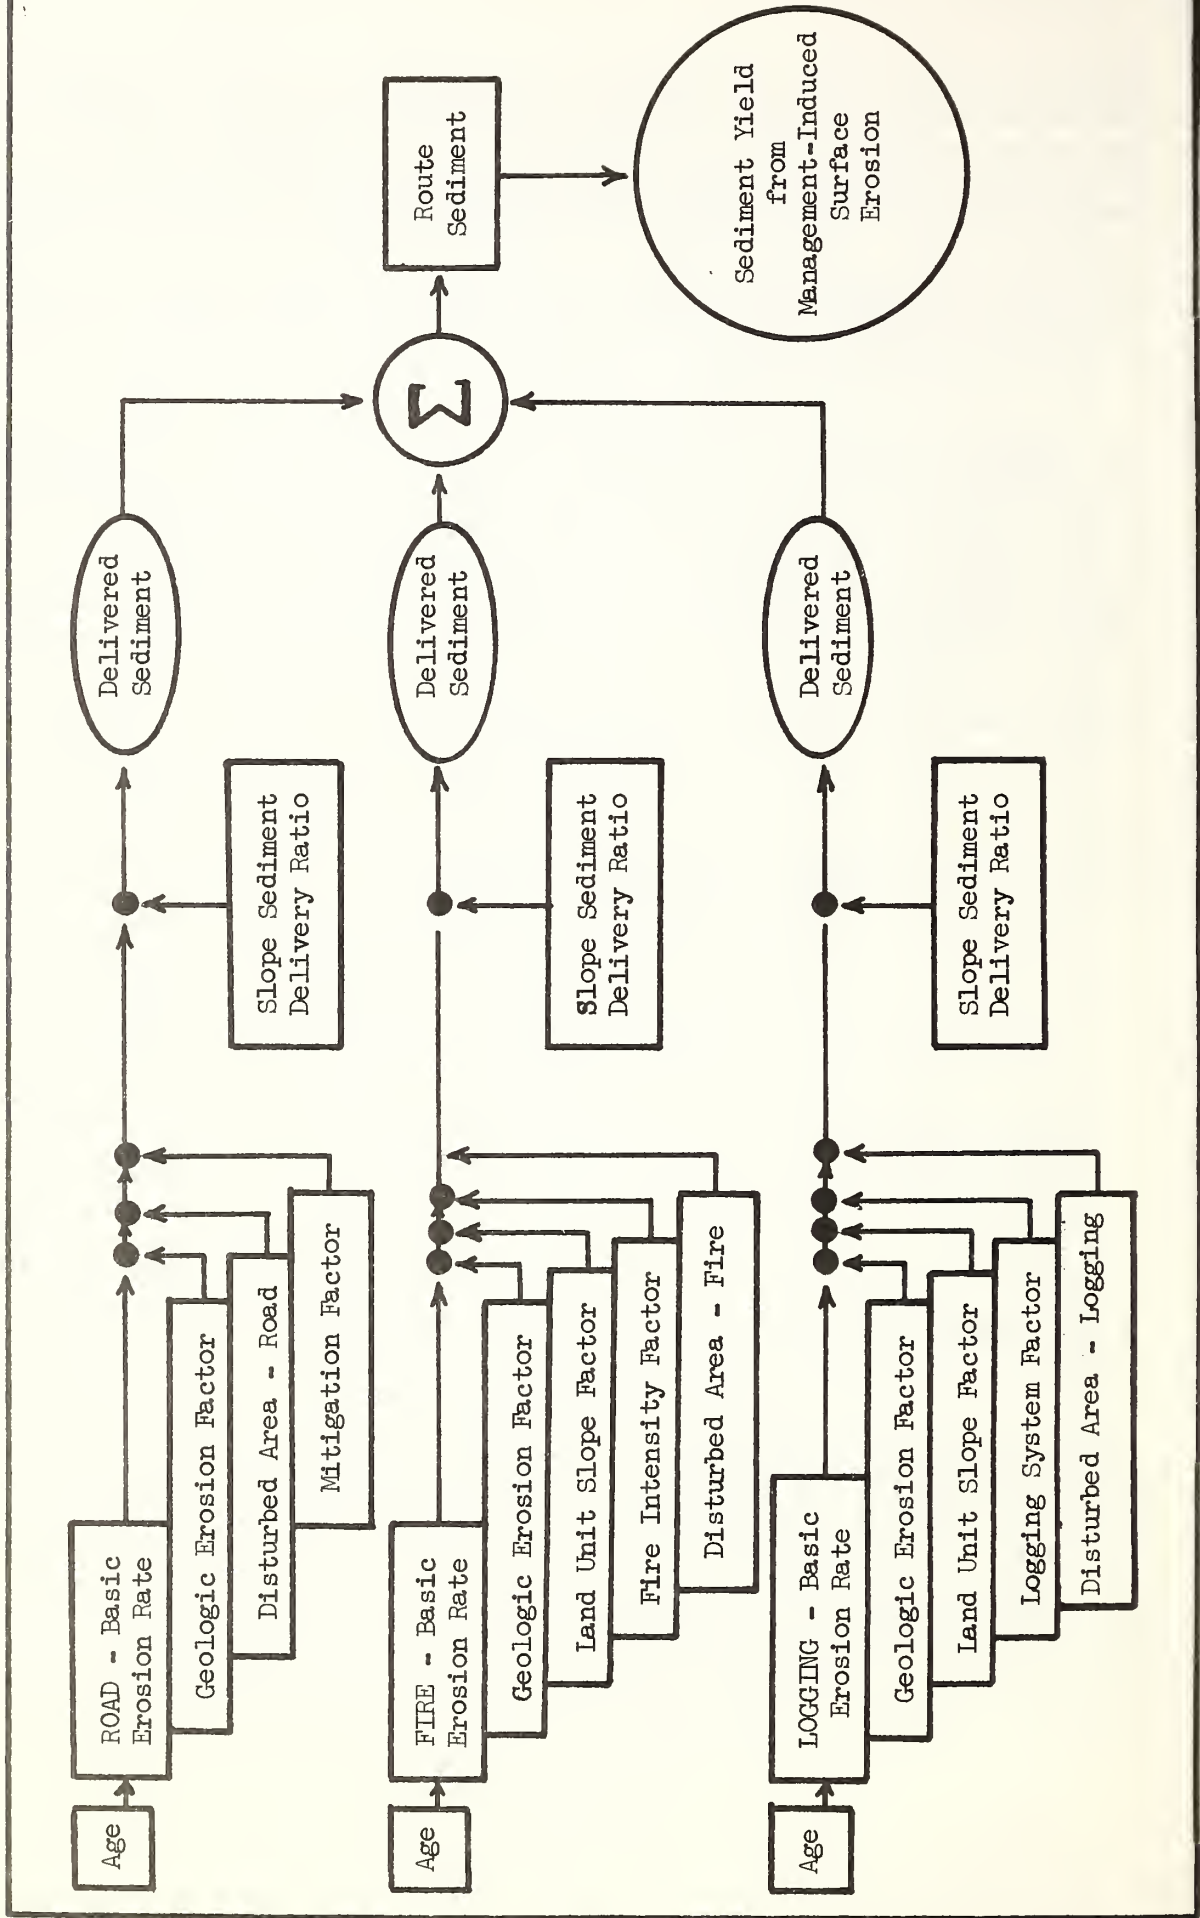 Age
ROAD - Basic
Erosion Rate
Geologic Erosion Factor
Disturbed Area - Road
Mitigation Factor
Slope Sediment
Delivery Ratio
Delivered
Sediment
Age
FIRE - Basic
Erosion Rate
Geologic Erosion Factor
Land Unit Slope Factor
Fire Intensity Factor
Disturbed Area - Fire
Slope Sediment
Delivery Ratio
Delivered
Sediment
Age
LOGGING - Basic
Erosion Rate
Geologic Erosion Factor
Land Unit Slope Factor
Logging System Factor
Disturbed Area - Logging
Slope Sediment
Delivery Ratio
Delivered
Sediment
Σ
Route
Sediment
Sediment Yield
from
Management-Induced
Surface
Erosion